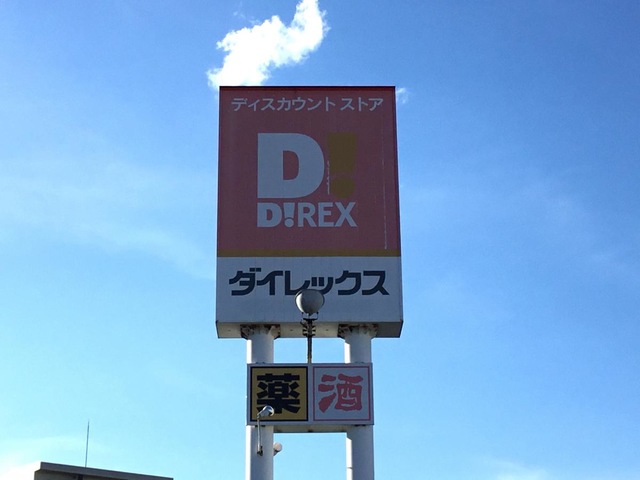 ディスカウント ストア
D!
D!REX
ダイレックス
薬 酒